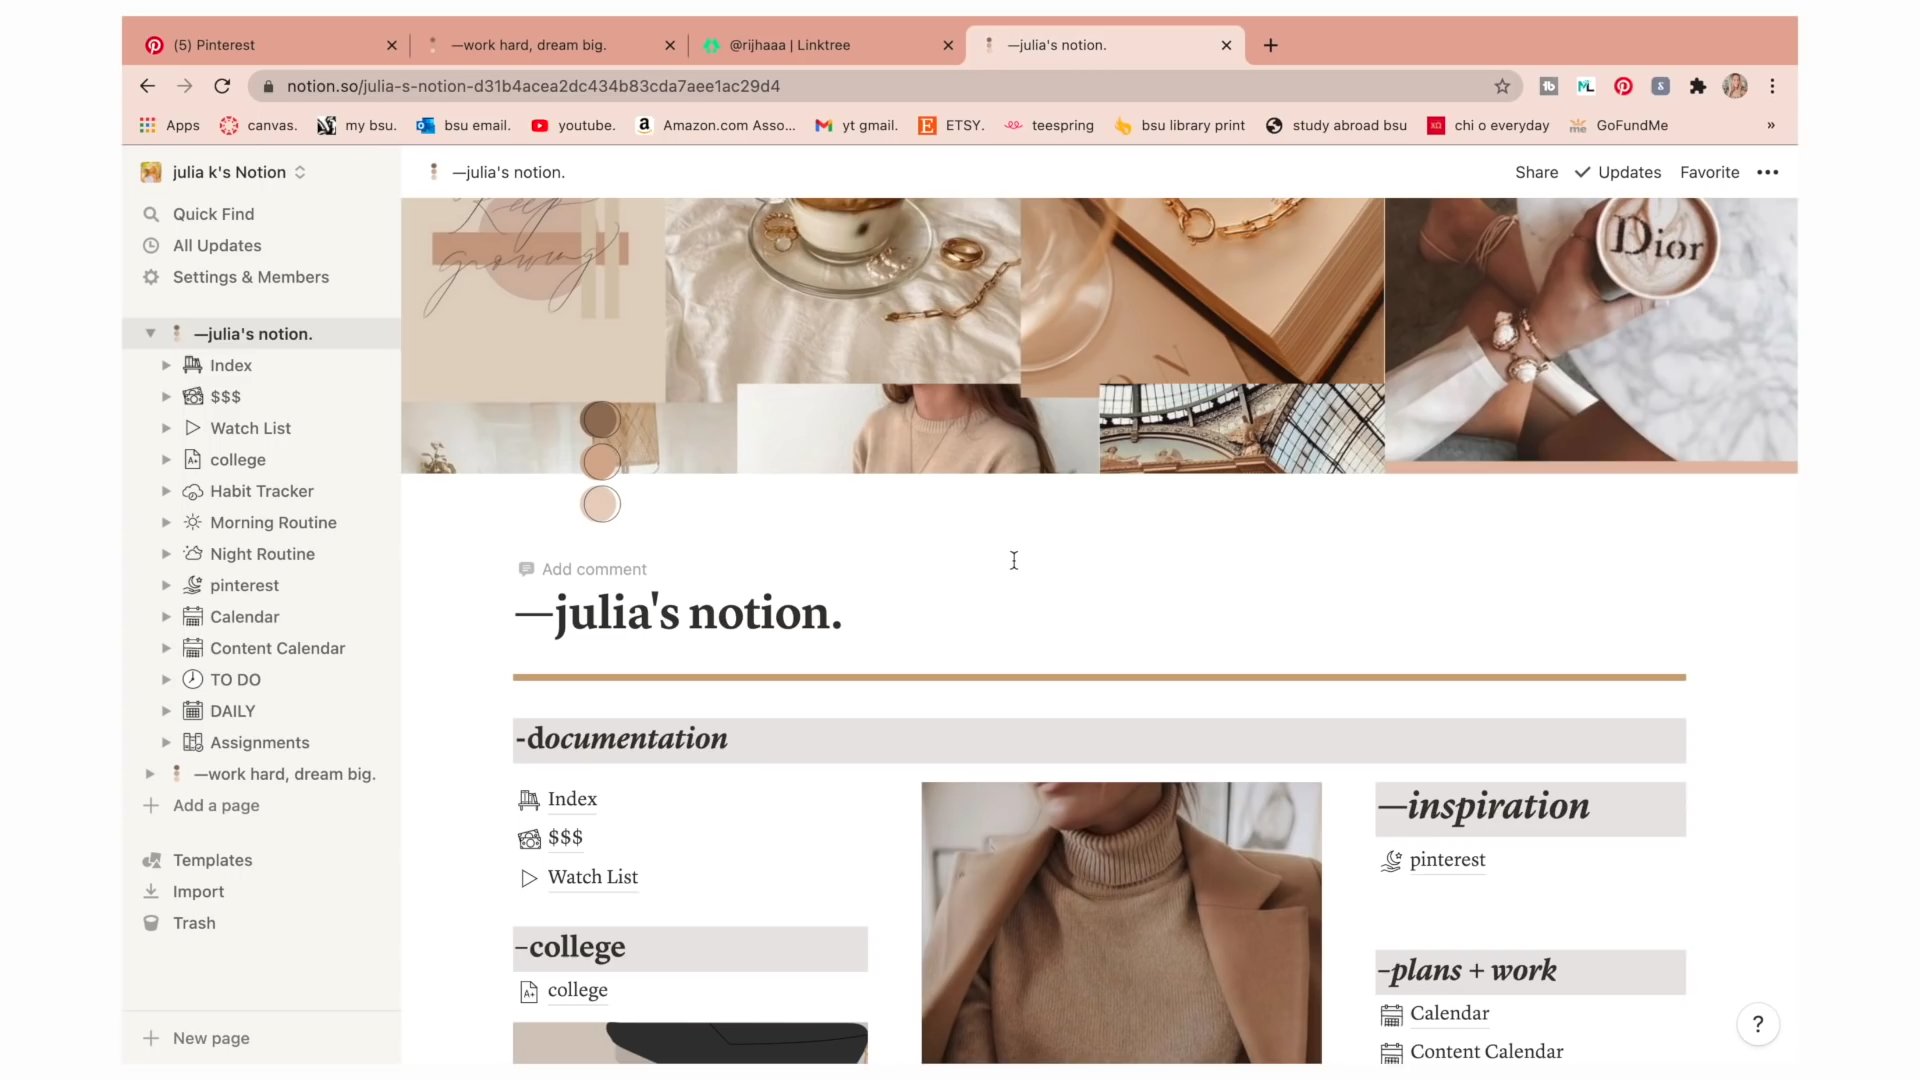 (5) Pinterest
—work hard, dream big.
@rijhaaa | Linktree
—julia's notion.
notion.so/julia-s-notion-d31b4acea2dc434b83cda7aee1ac29d4
Apps
canvas.
my bsu.
bsu email.
youtube.
Amazon.com Asso...
yt gmail.
ETSY.
teespring
bsu library print
study abroad bsu
chi o everyday
GoFundMe
»
julia k's Notion
—julia's notion.
Share
Updates
Favorite
Quick Find
All Updates
Settings & Members
—julia's notion.
Index
$$$
Watch List
college
Habit Tracker
Morning Routine
Night Routine
pinterest
Calendar
Content Calendar
TO DO
DAILY
Assignments
—work hard, dream big.
Add a page
Templates
Import
Trash
New page
Keep
growing
Dior
Add comment
—julia's notion.
-documentation
Index
$$$
Watch List
–college
college
—inspiration
pinterest
–plans + work
Calendar
Content Calendar
?